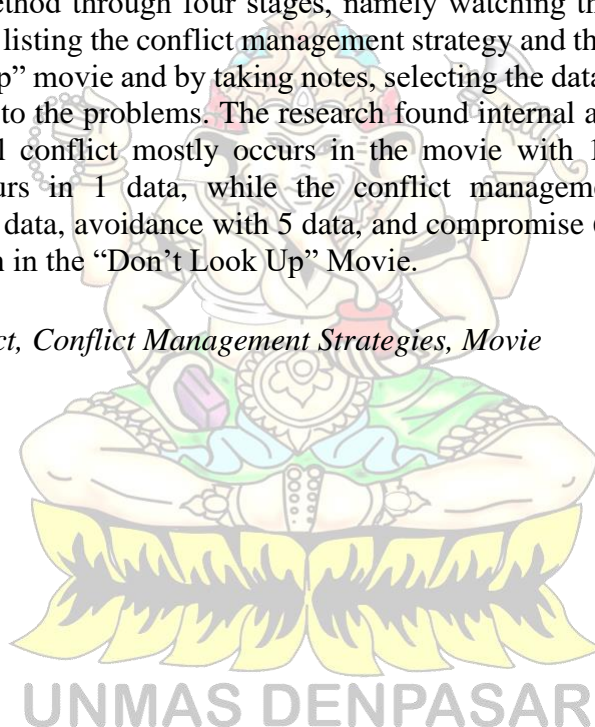 ethod through four stages, namely watching th
listing the conflict management strategy and th
p” movie and by taking notes, selecting the data
to the problems. The research found internal a
l conflict mostly occurs in the movie with 1
urs in 1 data, while the conflict manageme
data, avoidance with 5 data, and compromise
n in the “Don’t Look Up” Movie.
ct, Conflict Management Strategies, Movie
UNMAS DENPASAR